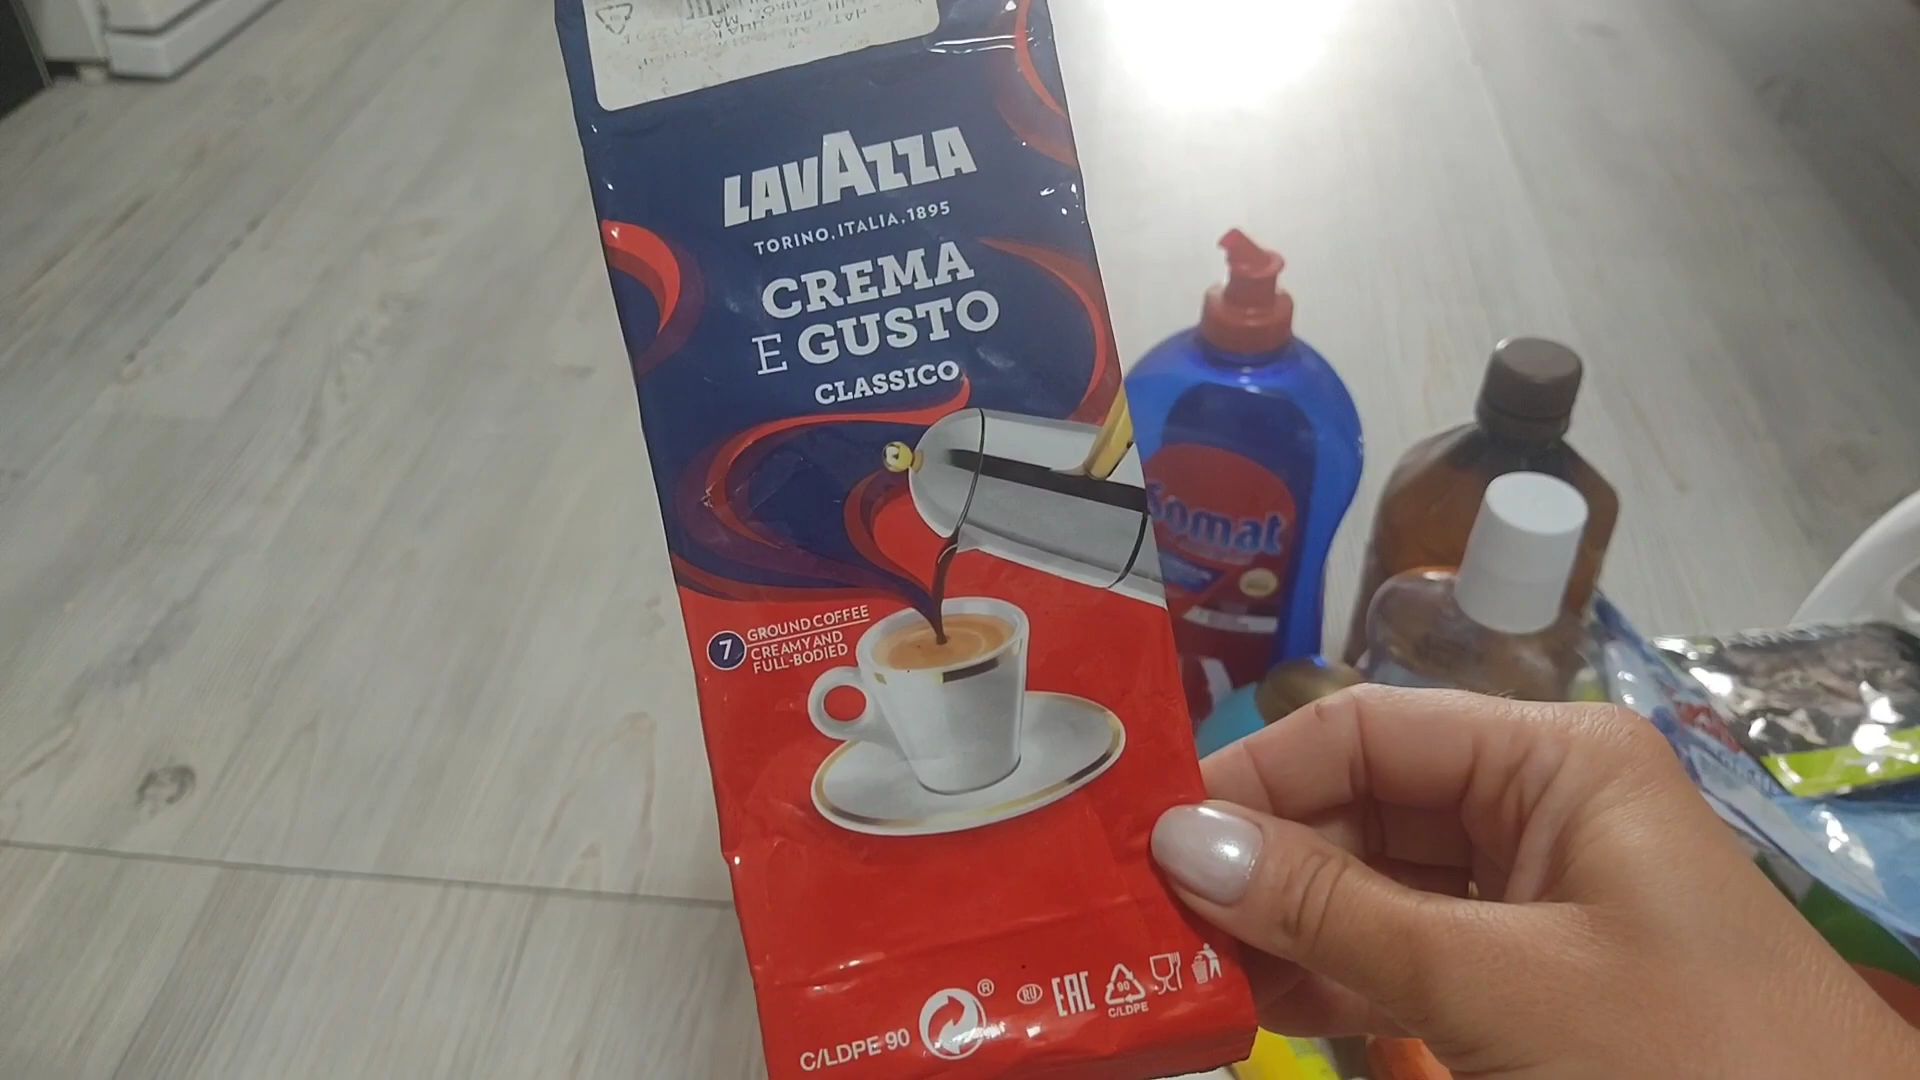 LAVAZZA
TORINO, ITALIA, 1895
CREMA
E GUSTO
CLASSICO
7
GROUND COFFEE
CREAMY AND
FULL-BODIED
Somat
C/LDPE 90
®
RU
EAC
90
C/LDPE